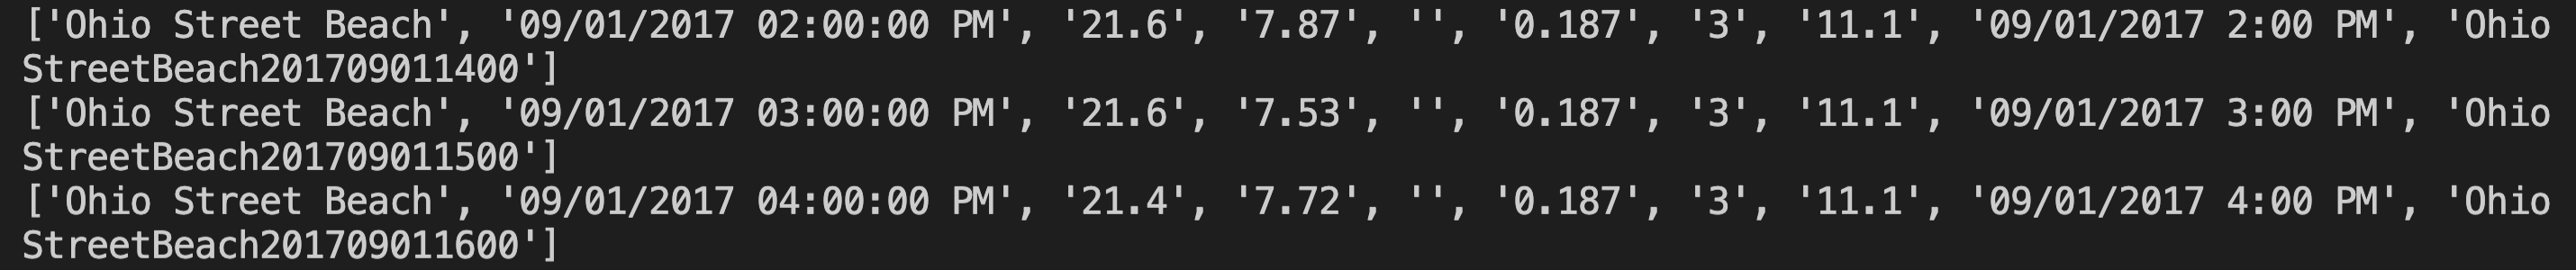 ['Ohio Street Beach', '09/01/2017 02:00:00 PM', '21.6', '7.87', '', '0.187', '3', '11.1', '09/01/2017 2:00 PM', 'Ohio
StreetBeach201709011400']
['Ohio Street Beach', '09/01/2017 03:00:00 PM', '21.6', '7.53', '', '0.187', '3', '11.1', '09/01/2017 3:00 PM', 'Ohio
StreetBeach201709011500']
['Ohio Street Beach', '09/01/2017 04:00:00 PM', '21.4', '7.72', '', '0.187', '3', '11.1', '09/01/2017 4:00 PM', 'Ohio
StreetBeach201709011600']